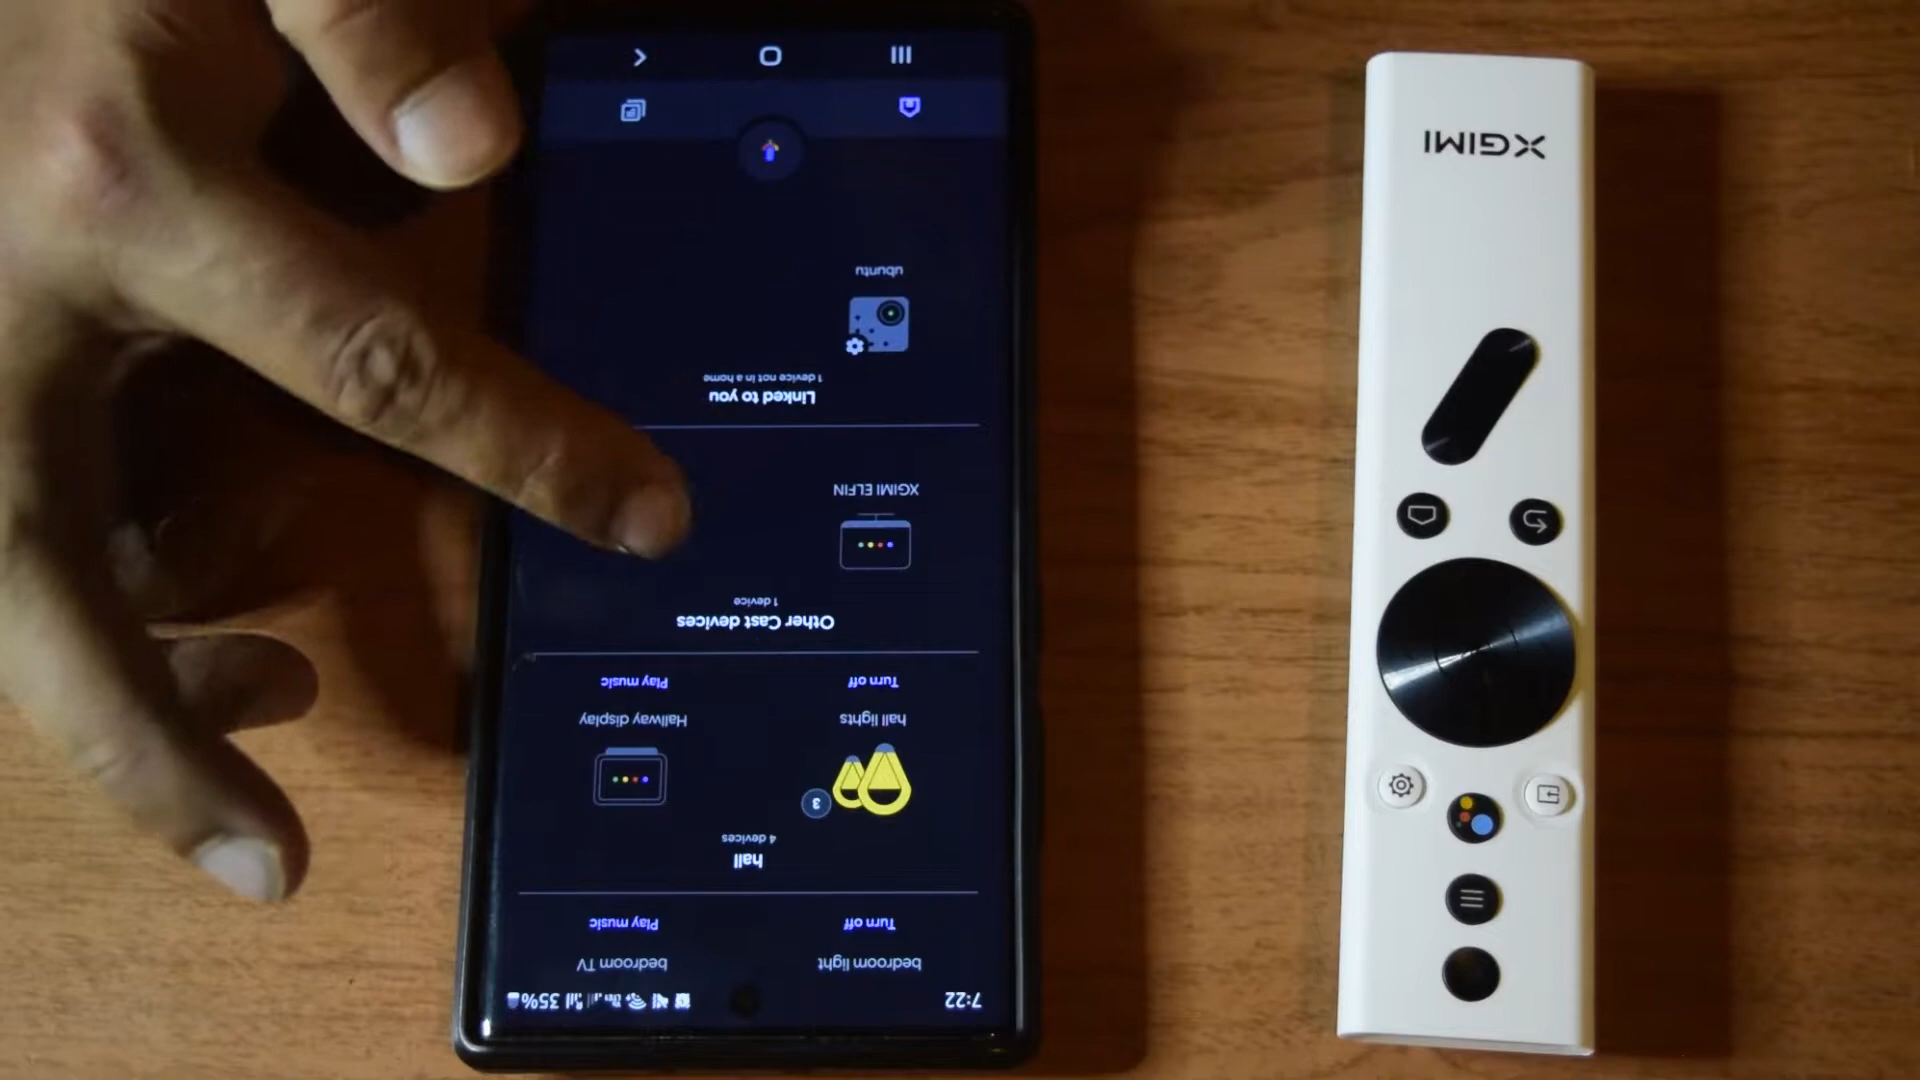 7:22
35%
bedroom light
bedroom TV
Turn off
Play music
hall
4 devices
3
hall lights
Hallway display
Turn off
Play music
Other Cast devices
1 device
XGIMI ELFIN
Linked to you
1 device not in a home
ubuntu
XGIMI